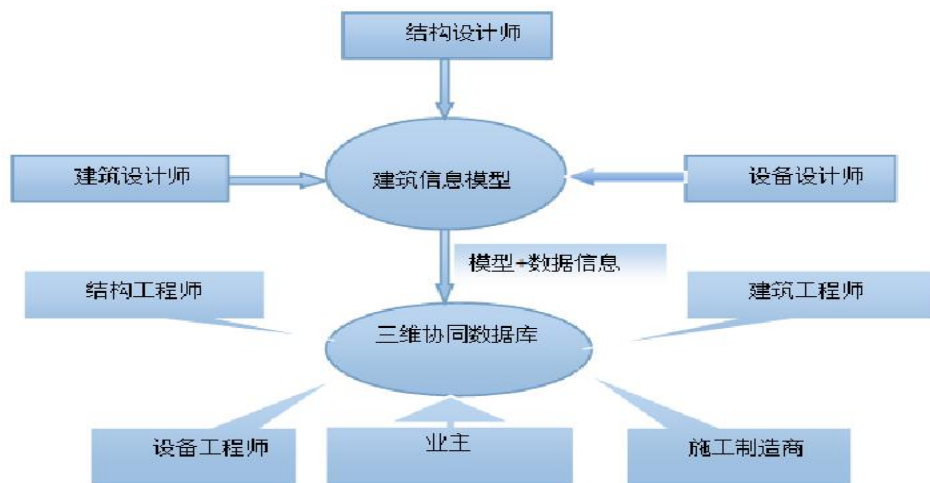 结构设计师
建筑设计师
建筑信息模型
设备设计师
模型+数据信息
结构工程师
建筑工程师
三维协同数据库
设备工程师
业主
施工制造商